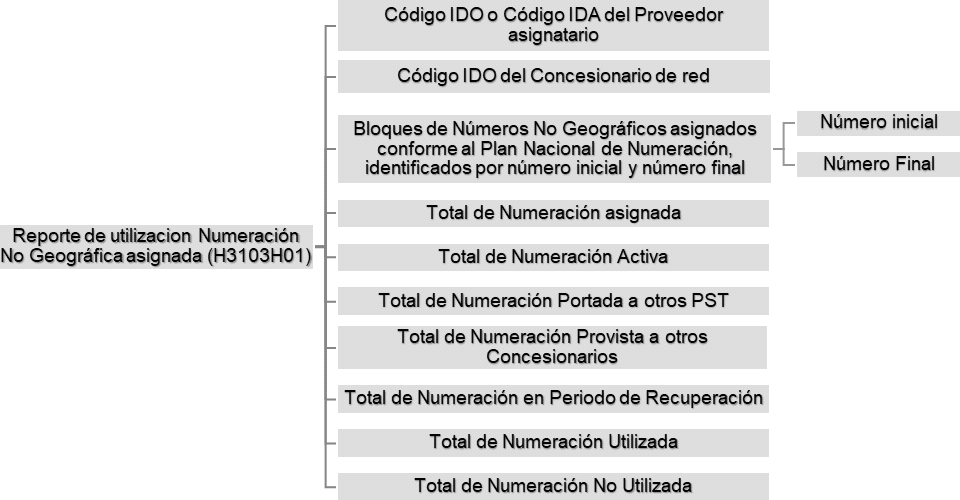 Código IDO o Código IDA del Proveedor
asignatario
Código IDO del Concesionario de red
Bloques de Números No Geográficos asignados
conforme al Plan Nacional de Numeración,
identificados por número inicial y número final
Número inicial
Número Final
Total de Numeración asignada
Reporte de utilizacion Numeración
No Geográfica asignada (H3103H01)
Total de Numeración Activa
Total de Numeración Portada a otros PST
Total de Numeración Provista a otros
Concesionarios
Total de Numeración en Periodo de Recuperación
Total de Numeración Utilizada
Total de Numeración No Utilizada